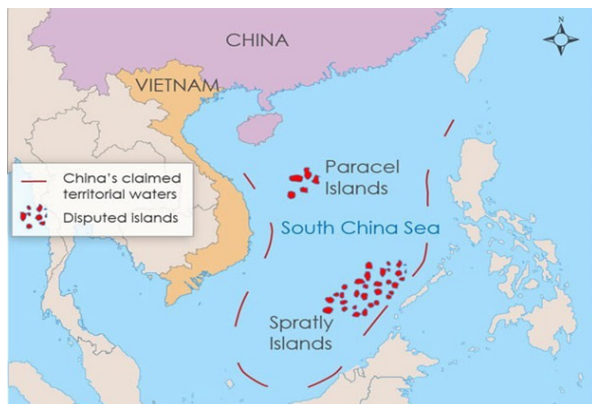 CHINA
N
VIETNAM
China's claimed
territorial waters
Disputed islands
Paracel
Islands
South China Sea
Spratly
Islands